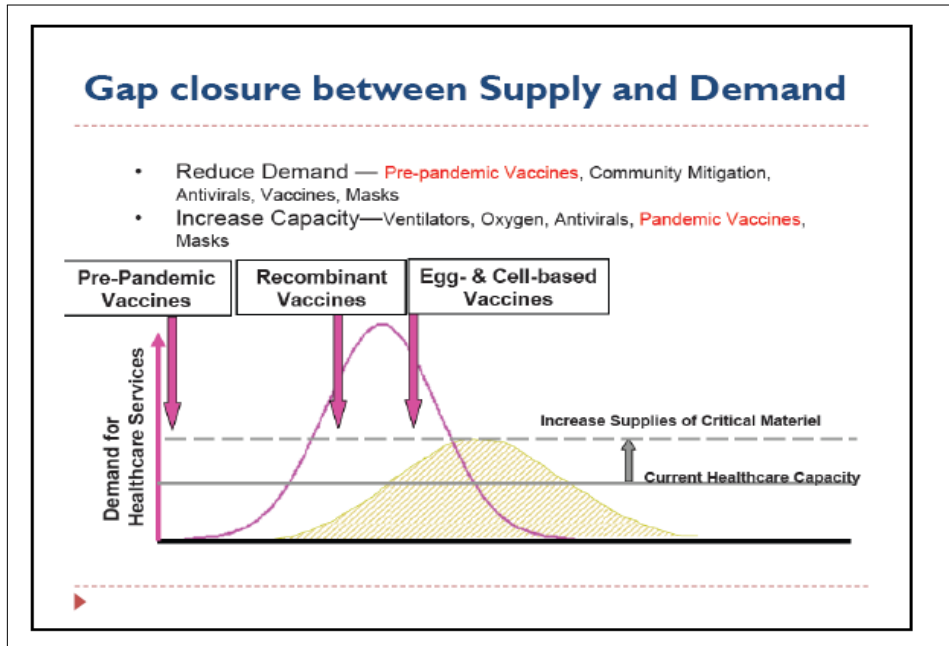 Gap closure between Supply and Demand
• Reduce Demand — Pre-pandemic Vaccines, Community Mitigation,
Antivirals, Vaccines, Masks
• Increase Capacity—Ventilators, Oxygen, Antivirals, Pandemic Vaccines,
Masks
Pre-Pandemic
Vaccines
Recombinant
Vaccines
Egg- & Cell-based
Vaccines
Demand for
Healthcare Services
Increase Supplies of Critical Materiel
Current Healthcare Capacity